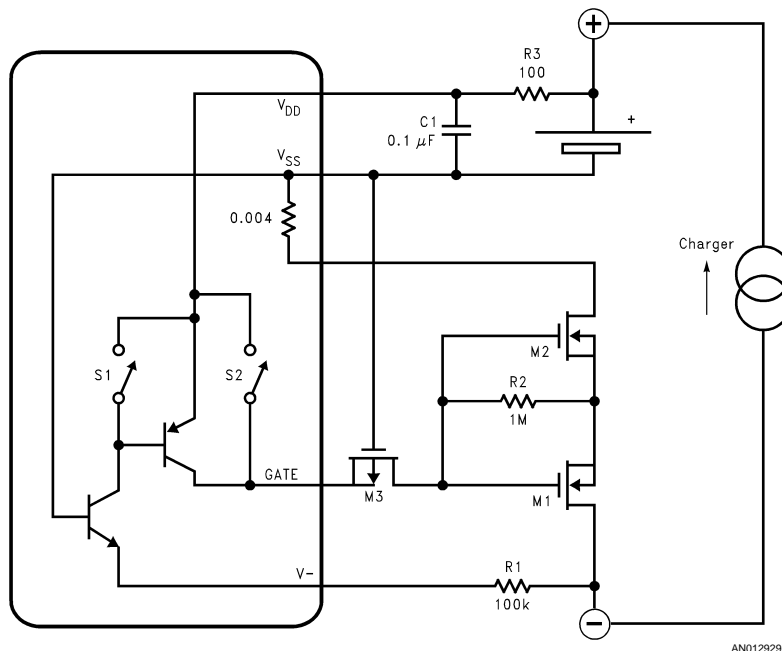 +
R3
100
V_DD
C1
0.1 μF
+
V_SS
0.004
Charger
M2
S1
S2
R2
1M
GATE
M3
M1
V−
R1
100k
−
AN012929